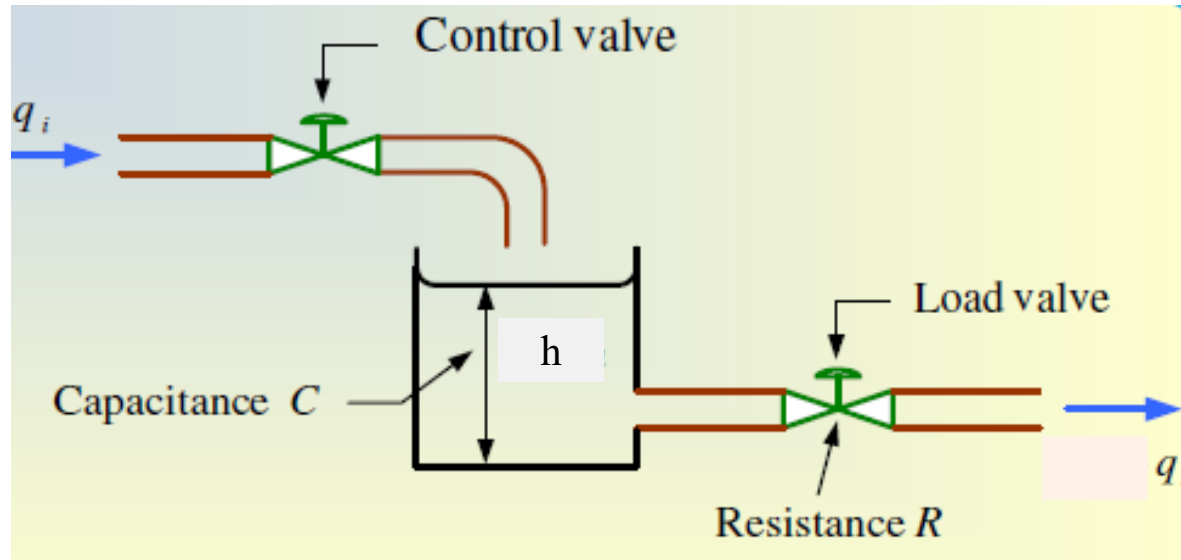 Control valve
q i
Load valve
h
Capacitance C
q
Resistance R